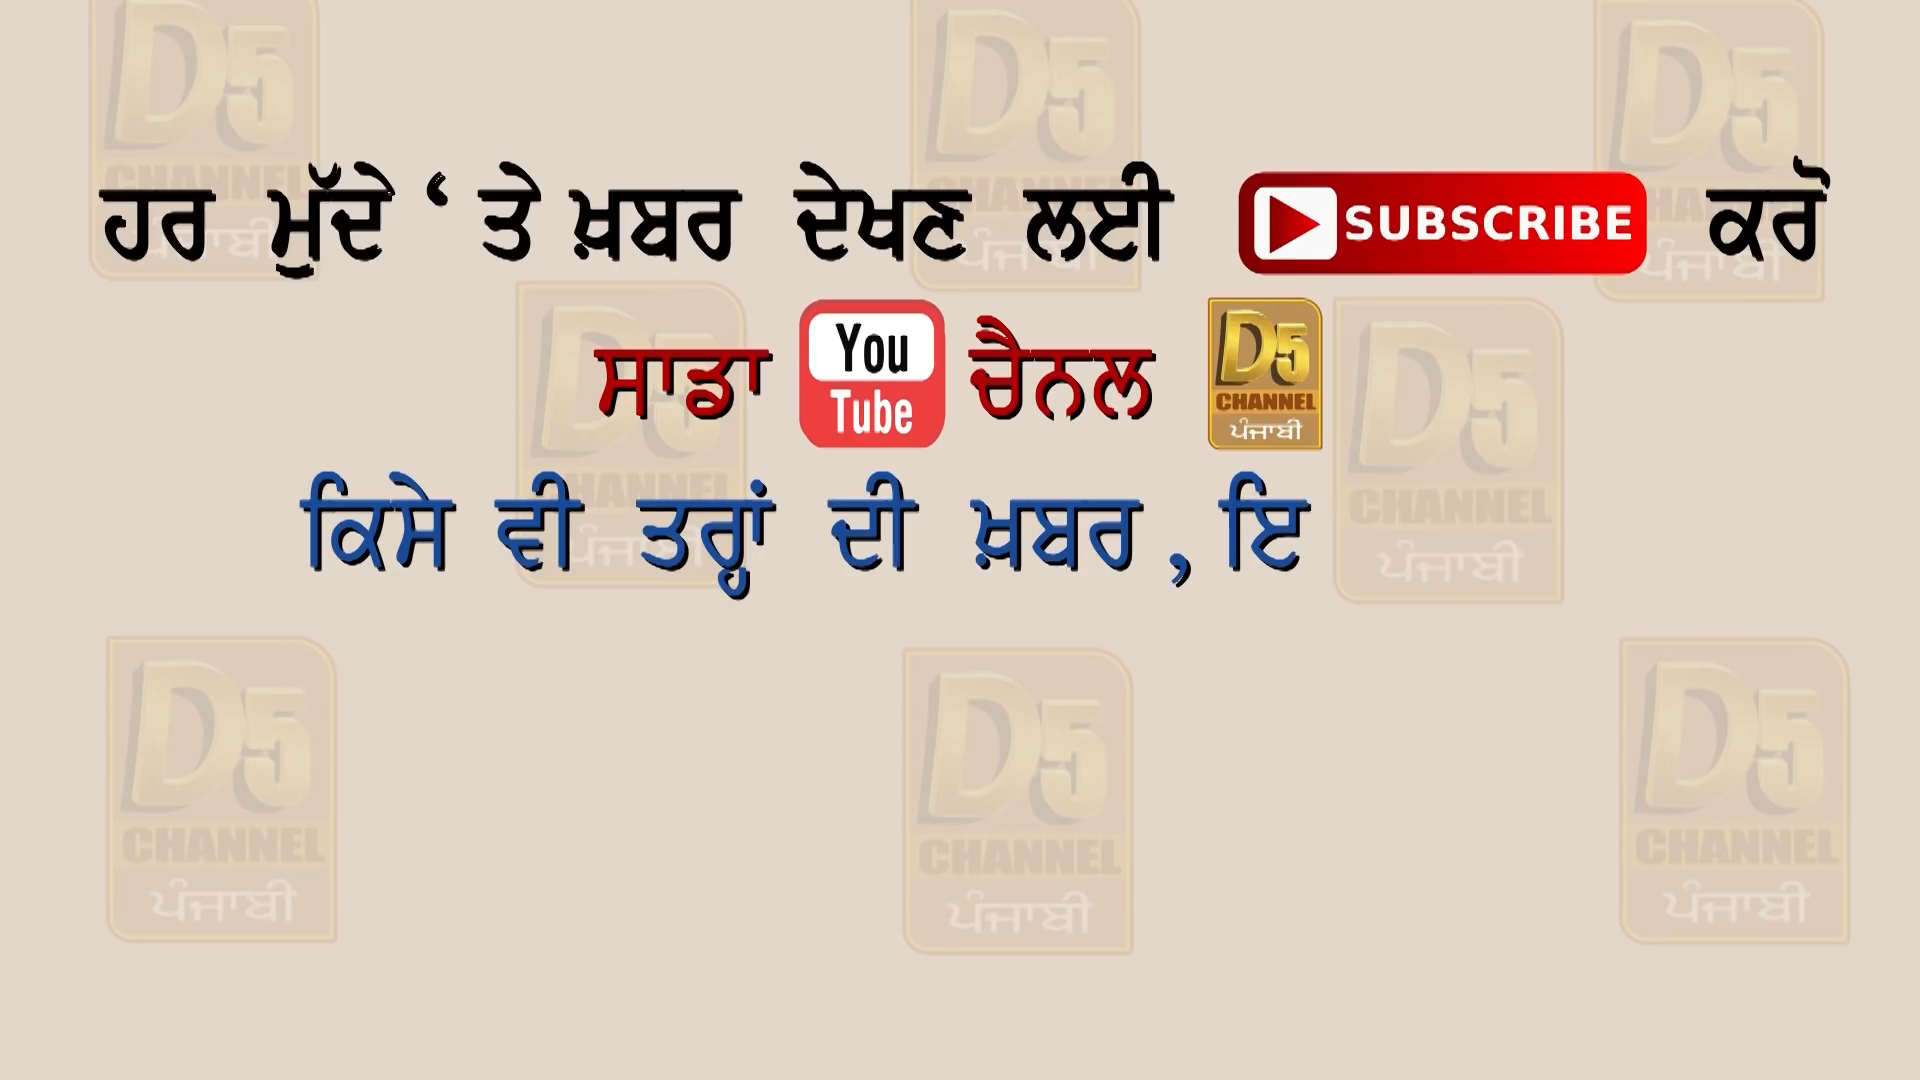 ਹਰ ਮੁੱਦੇ ‘ ਤੇ ਖ਼ਬਰ ਦੇਖਣ ਲਈ SUBSCRIBE ਕਰੋ
ਸਾਡਾ You Tube ਚੈਨਲ D5 CHANNEL ਪੰਜਾਬੀ
ਕਿਸੇ ਵੀ ਤਰ੍ਹਾਂ ਦੀ ਖ਼ਬਰ , ਇ